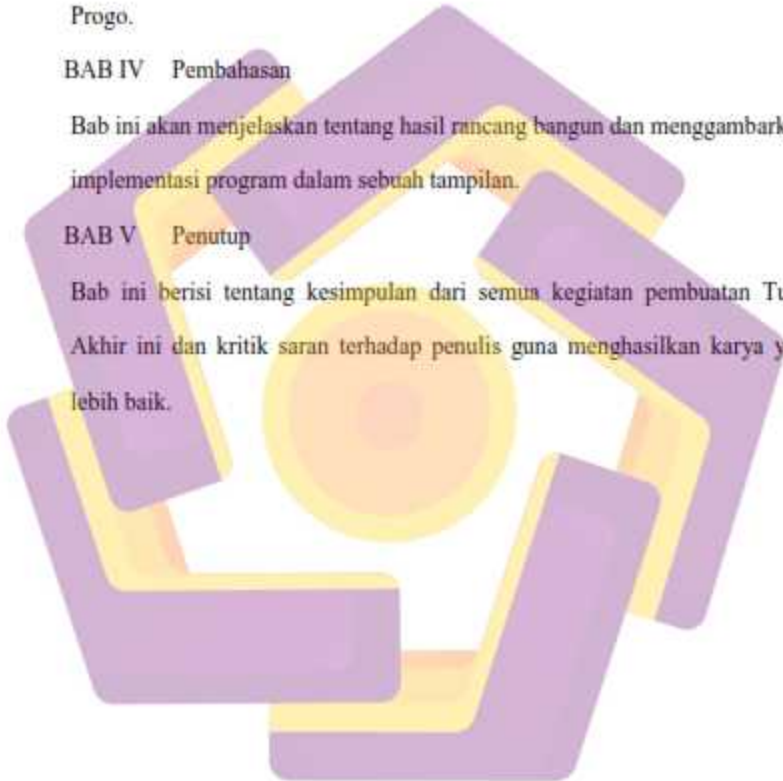 Progo.
BAB IV Pembahasan
Bab ini akan menjelaskan tentang hasil rancang bangun dan menggambark
implementasi program dalam sebuah tampilan.
BAB V Penutup
Bab ini berisi tentang kesimpulan dari semua kegiatan pembuatan Tu
Akhir ini dan kritik saran terhadap penulis guna menghasilkan karya y
lebih baik.